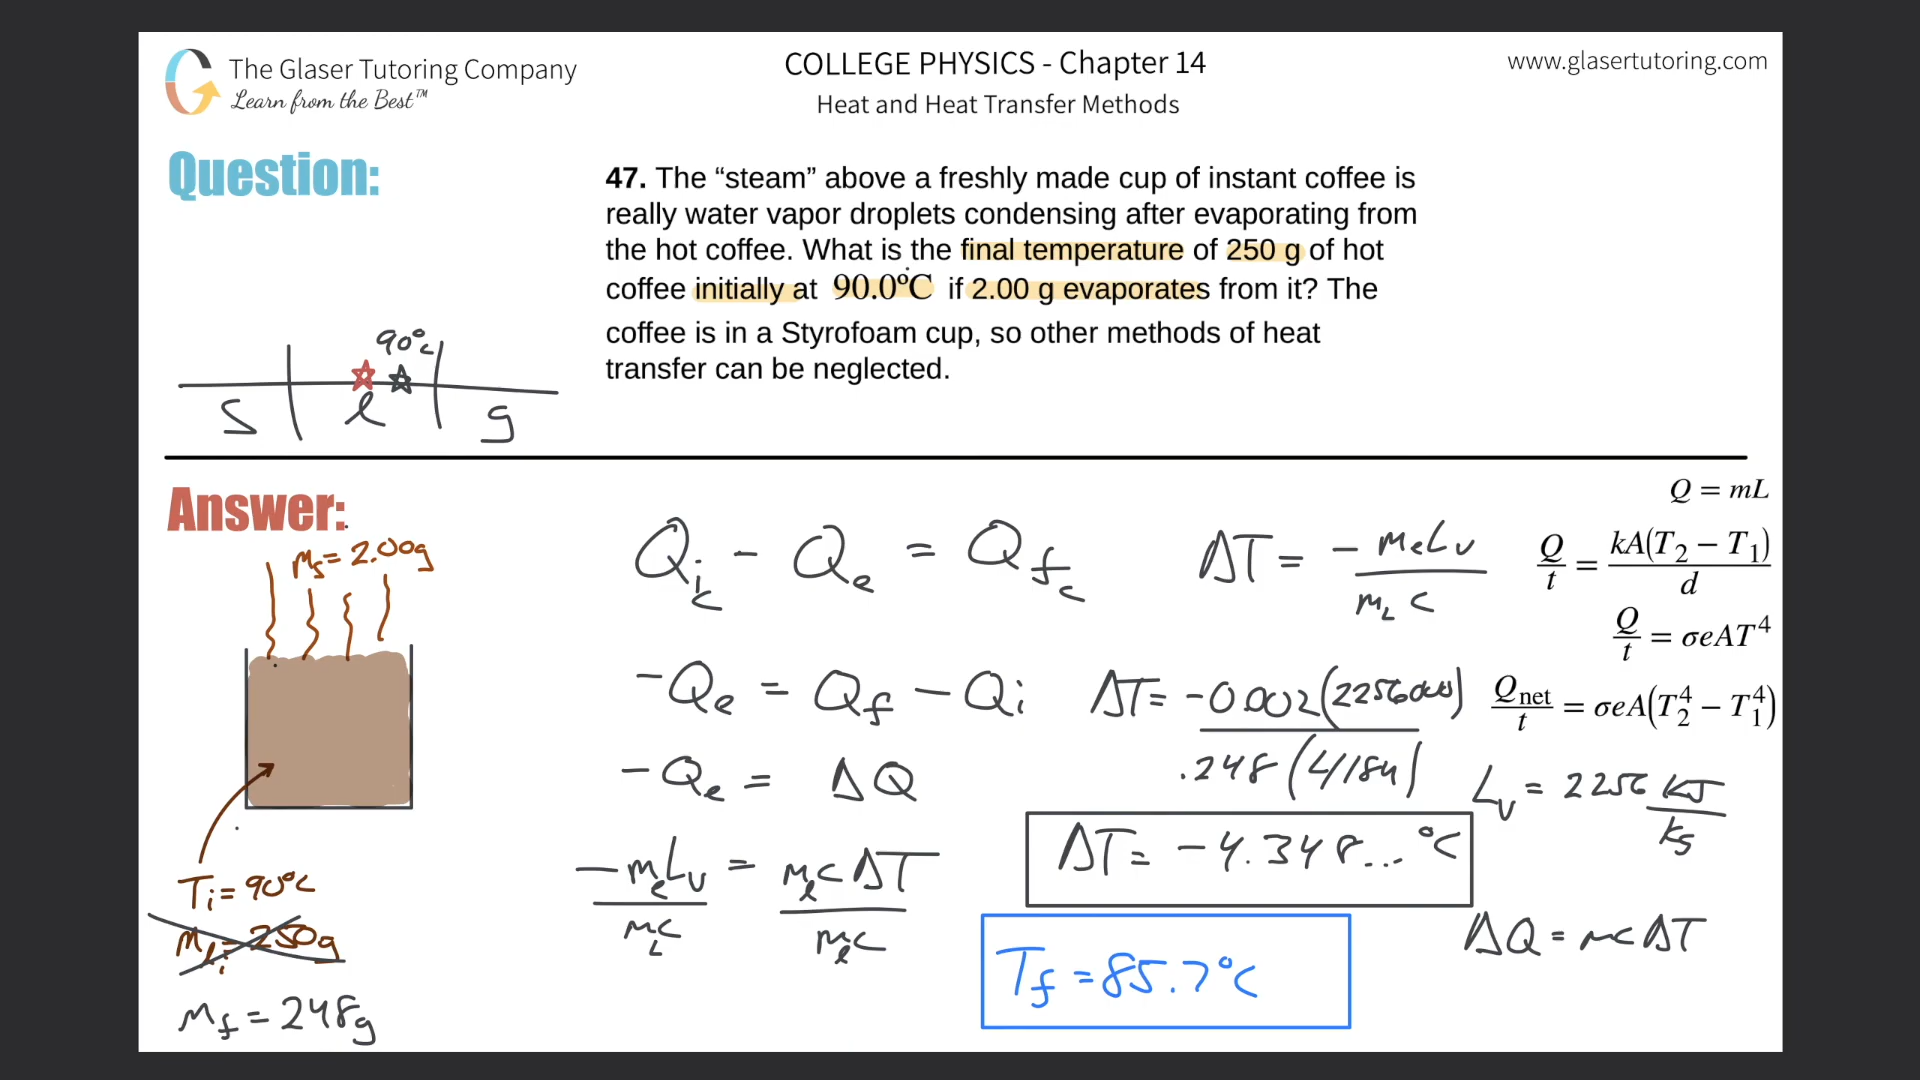 The Glaser Tutoring Company
Learn from the Best™
COLLEGE PHYSICS - Chapter 14
Heat and Heat Transfer Methods
www.glasertutoring.com
Question:
47. The “steam” above a freshly made cup of instant coffee is
really water vapor droplets condensing after evaporating from
the hot coffee. What is the final temperature of 250 g of hot
coffee initially at 90.0ºC if 2.00 g evaporates from it? The
coffee is in a Styrofoam cup, so other methods of heat
transfer can be neglected.
90°C
S l g
Answer:
Ms = 2.00g
Ti = 90°C
Mli = 250g
Mf = 248g
Qic - Qe = Qfc
-Qe = Qf - Qi
-Qe = ΔQ
-meLv / mLc = mlcΔT / mlc
ΔT = -meLv / mLc
ΔT = -0.002(2256000) / .248(4184)
ΔT = -4.348... °C
Tf = 85.7°C
Q = mL
Q/t = kA(T2 − T1)/d
Q/t = σeAT⁴
Qnet/t = σeA(T2⁴ − T1⁴)
Lv = 2256 KJ/kg
ΔQ = mcΔT